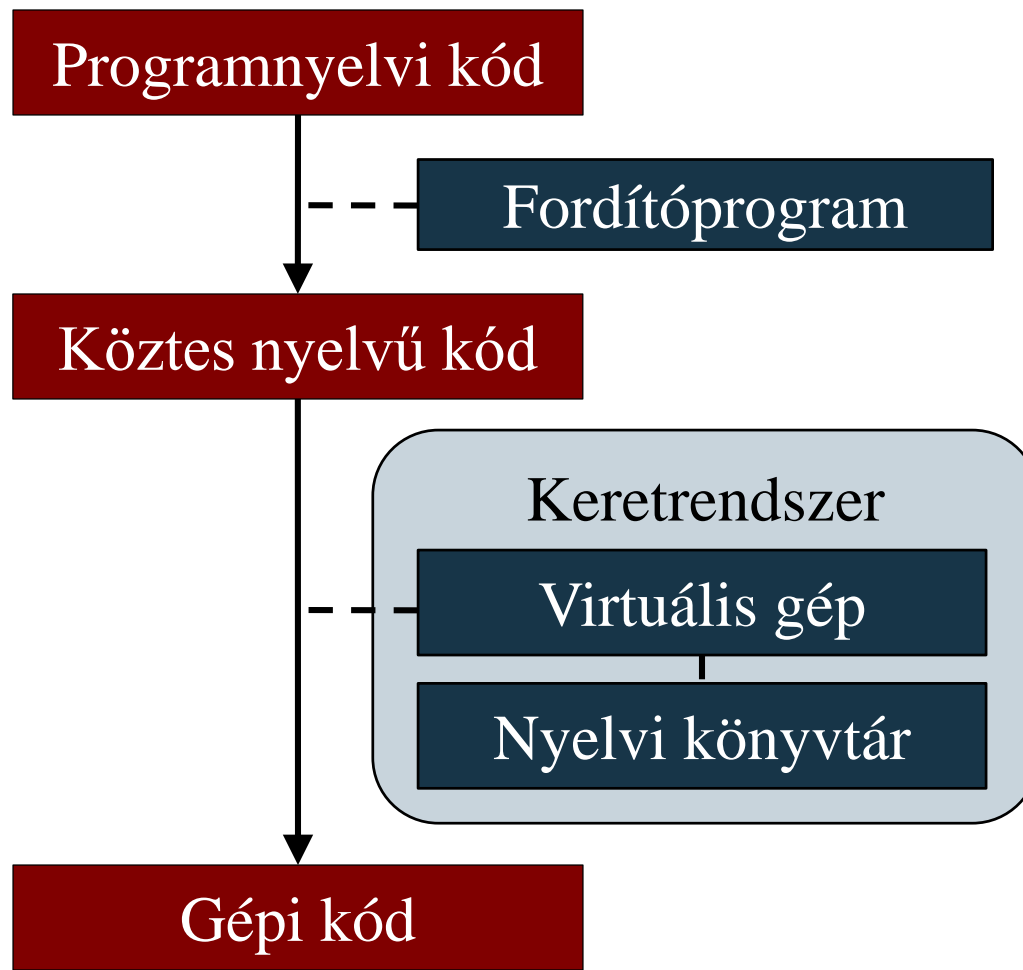 Programnyelvi kód
Fordítóprogram
Köztes nyelvű kód
Keretrendszer
Virtuális gép
Nyelvi könyvtár
Gépi kód